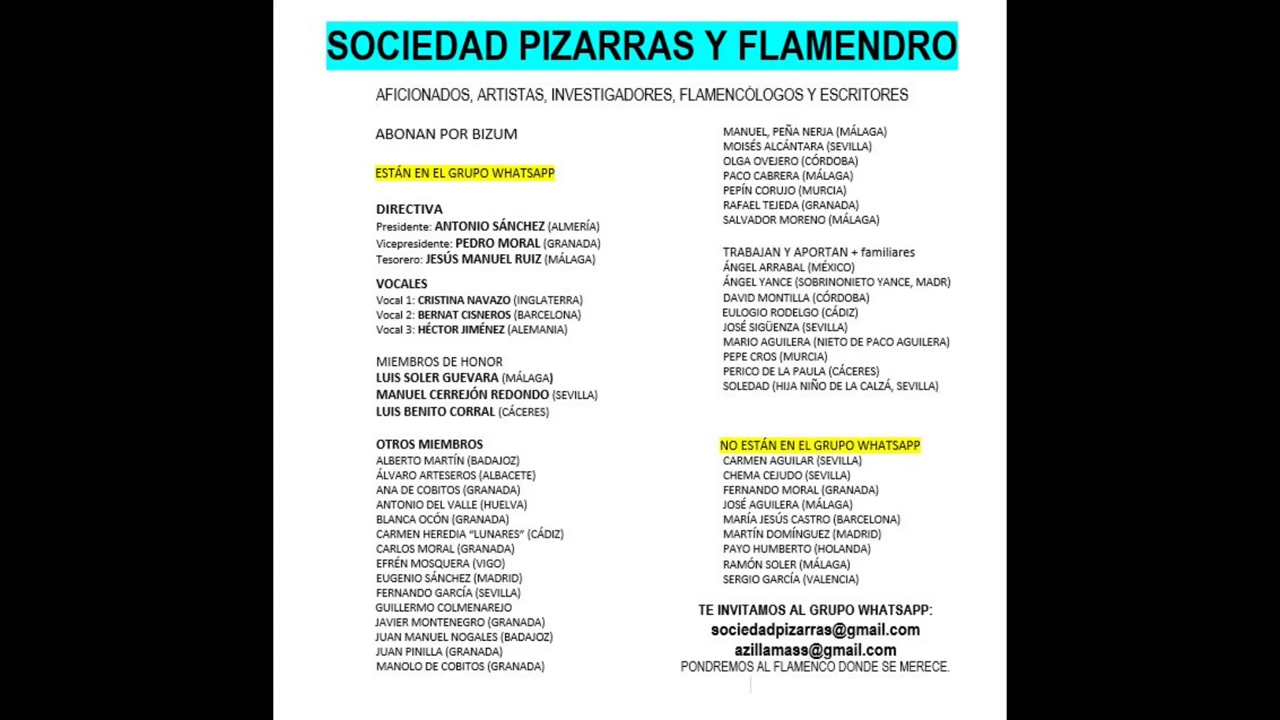 SOCIEDAD PIZARRAS Y FLAMENDRO
AFICIONADOS, ARTISTAS, INVESTIGADORES, FLAMENCÓLOGOS Y ESCRITORES
ABONAN POR BIZUM
ESTÁN EN EL GRUPO WHATSAPP
DIRECTIVA
Presidente: ANTONIO SÁNCHEZ (ALMERÍA)
Vicepresidente: PEDRO MORAL (GRANADA)
Tesorero: JESÚS MANUEL RUIZ (MÁLAGA)
VOCALES
Vocal 1: CRISTINA NAVAZO (INGLATERRA)
Vocal 2: BERNAT CISNEROS (BARCELONA)
Vocal 3: HÉCTOR JIMÉNEZ (ALEMANIA)
MIEMBROS DE HONOR
LUIS SOLER GUEVARA (MÁLAGA)
MANUEL CERREJÓN REDONDO (SEVILLA)
LUIS BENITO CORRAL (CÁCERES)
OTROS MIEMBROS
ALBERTO MARTÍN (BADAJOZ)
ÁLVARO ARTESEROS (ALBACETE)
ANA DE COBITOS (GRANADA)
ANTONIO DEL VALLE (HUELVA)
BLANCA OCÓN (GRANADA)
CARMEN HEREDIA “LUNARES” (CÁDIZ)
CARLOS MORAL (GRANADA)
EFRÉN MOSQUERA (VIGO)
EUGENIO SÁNCHEZ (MADRID)
FERNANDO GARCÍA (SEVILLA)
GUILLERMO COLMENAREJO
JAVIER MONTENEGRO (GRANADA)
JUAN MANUEL NOGALES (BADAJOZ)
JUAN PINILLA (GRANADA)
MANOLO DE COBITOS (GRANADA)
MANUEL, PEÑA NERJA (MÁLAGA)
MOISÉS ALCÁNTARA (SEVILLA)
OLGA OVEJERO (CÓRDOBA)
PACO CABRERA (MÁLAGA)
PEPÍN CORUJO (MURCIA)
RAFAEL TEJEDA (GRANADA)
SALVADOR MORENO (MÁLAGA)
TRABAJAN Y APORTAN + familiares
ÁNGEL ARRABAL (MÉXICO)
ÁNGEL YANCE (SOBRINONIETO YANCE, MADR)
DAVID MONTILLA (CÓRDOBA)
EULOGIO RODELGO (CÁDIZ)
JOSÉ SIGÜENZA (SEVILLA)
MARIO AGUILERA (NIETO DE PACO AGUILERA)
PEPE CROS (MURCIA)
PERICO DE LA PAULA (CÁCERES)
SOLEDAD (HIJA NIÑO DE LA CALZÁ, SEVILLA)
NO ESTÁN EN EL GRUPO WHATSAPP
CARMEN AGUILAR (SEVILLA)
CHEMA CEJUDO (SEVILLA)
FERNANDO MORAL (GRANADA)
JOSÉ AGUILERA (MÁLAGA)
MARÍA JESÚS CASTRO (BARCELONA)
MARTÍN DOMÍNGUEZ (MADRID)
PAYO HUMBERTO (HOLANDA)
RAMÓN SOLER (MÁLAGA)
SERGIO GARCÍA (VALENCIA)
TE INVITAMOS AL GRUPO WHATSAPP:
sociedadpizarras@gmail.com
azillamass@gmail.com
PONDREMOS AL FLAMENCO DONDE SE MERECE.